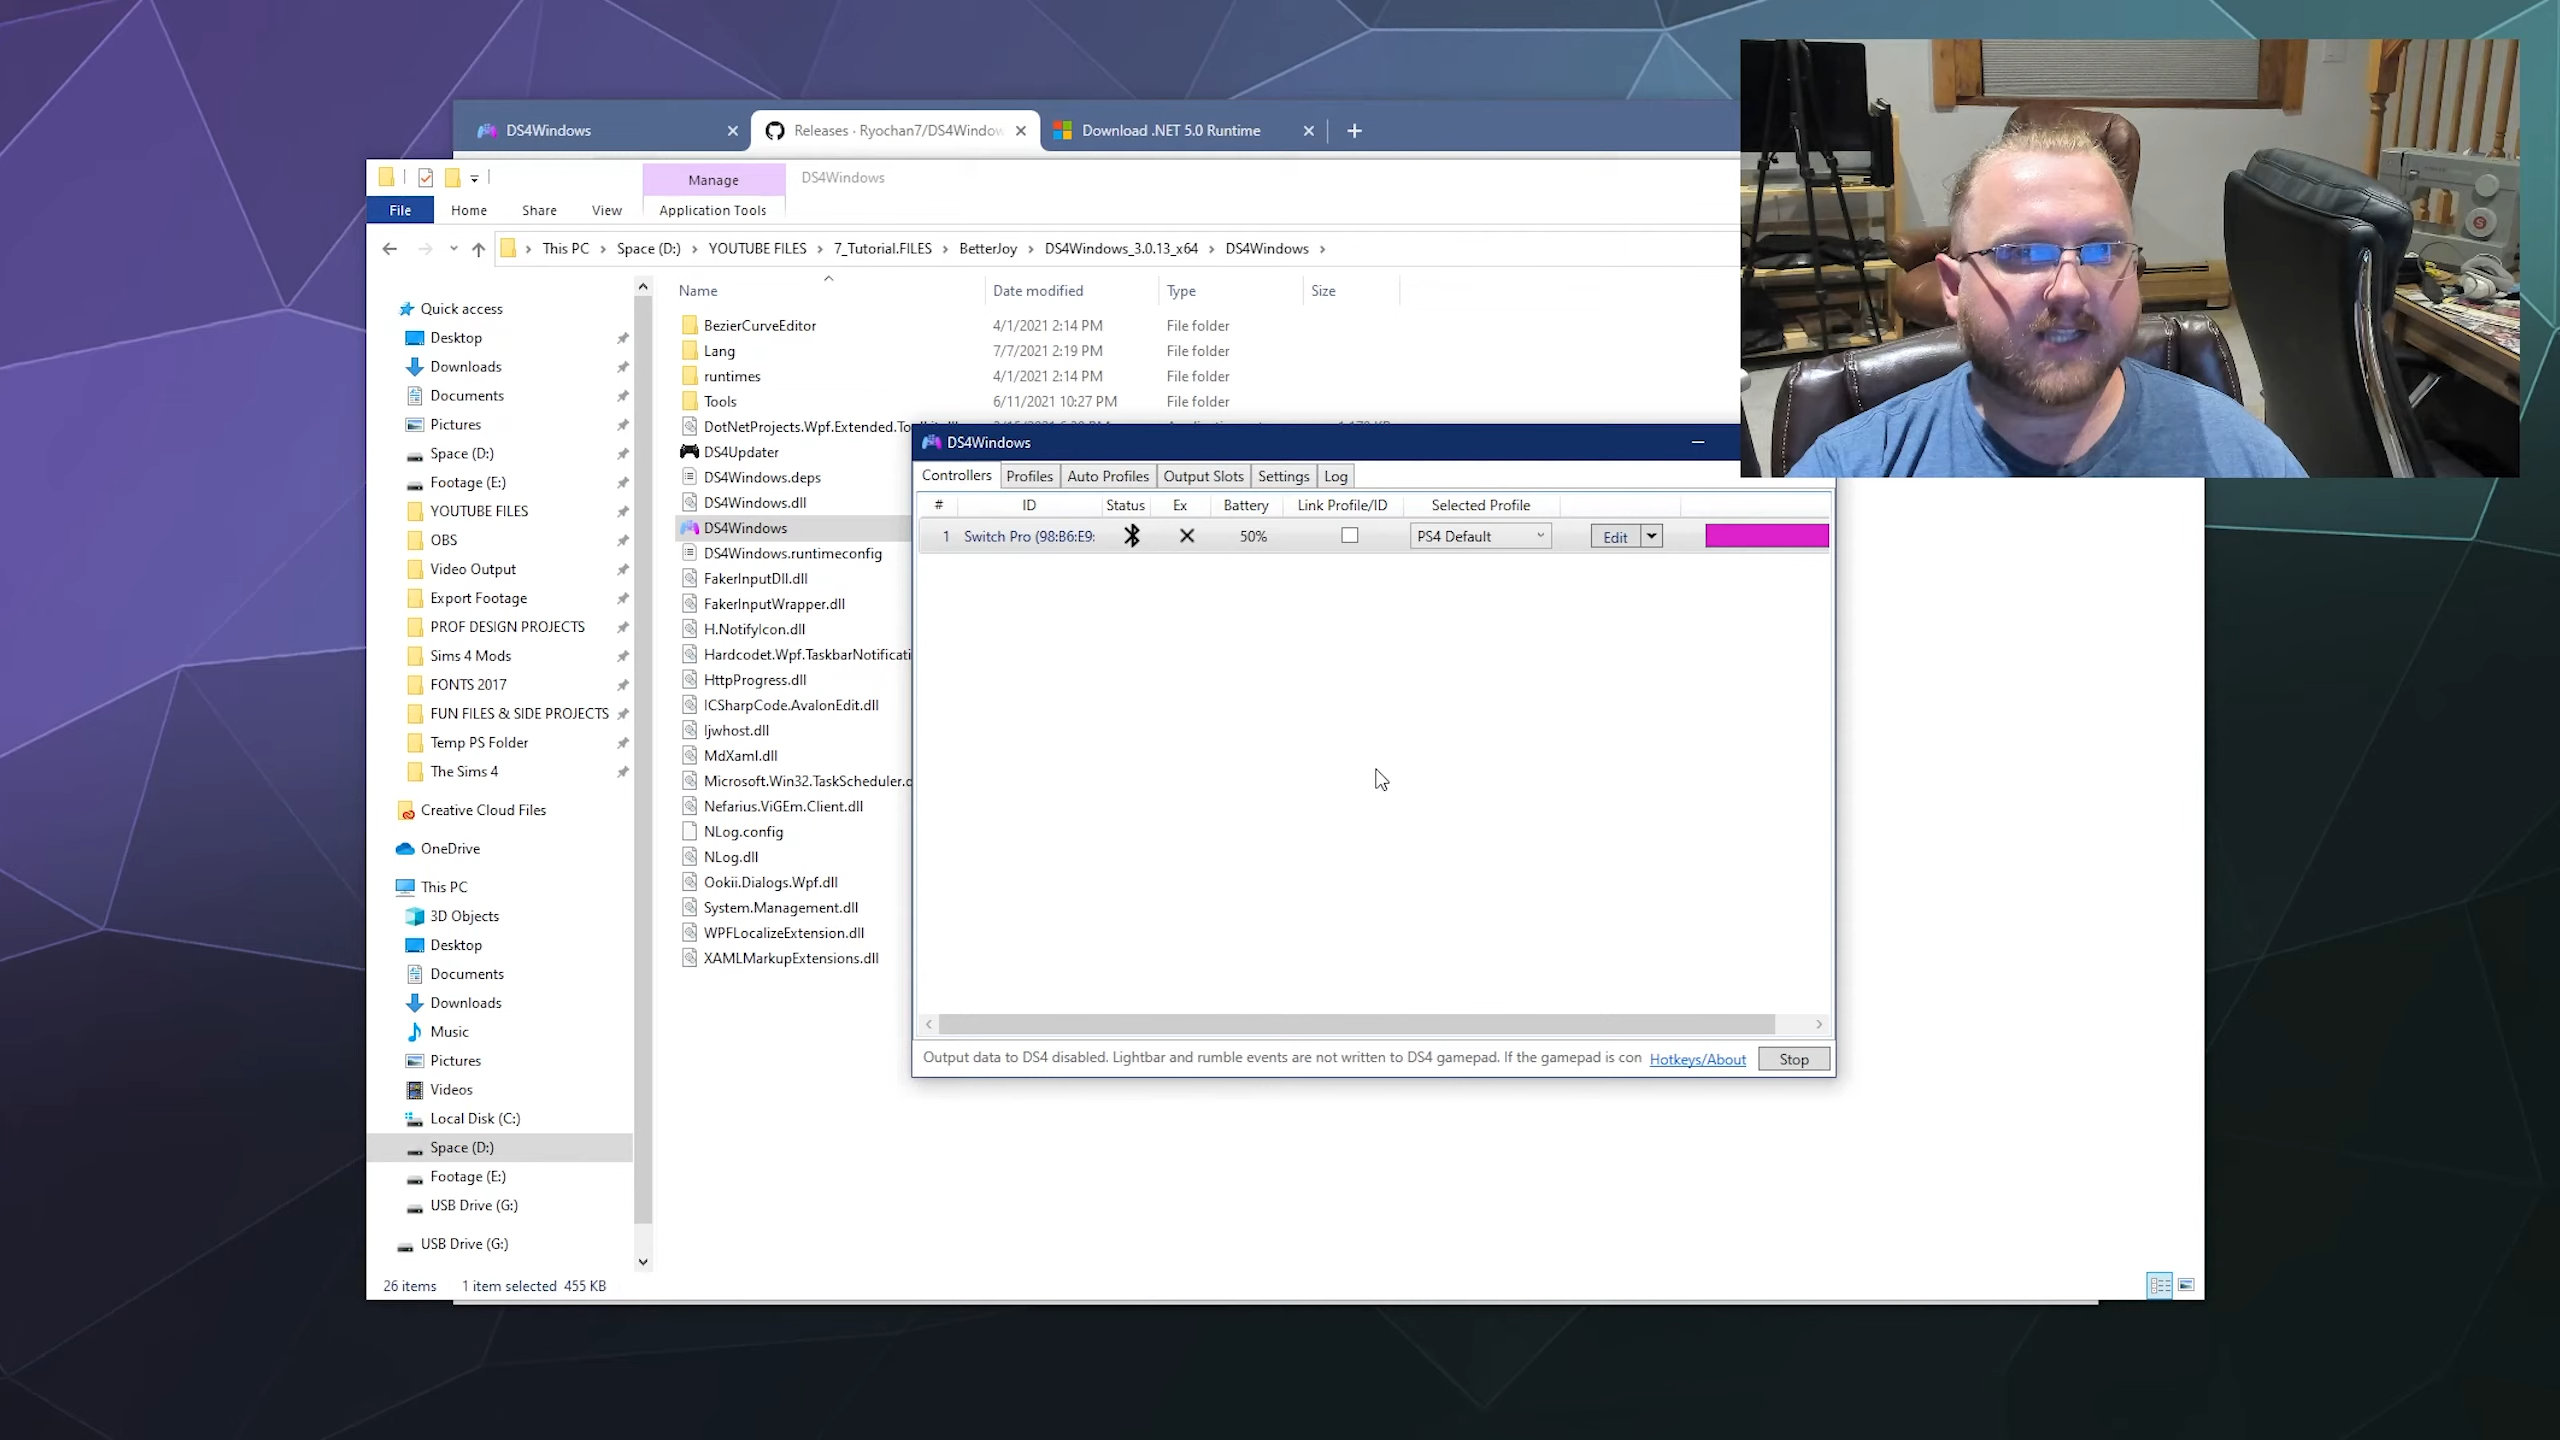 DS4Windows
Releases · Ryochan7/DS4Window
Download .NET 5.0 Runtime
Manage
DS4Windows
File
Home
Share
View
Application Tools
This PC
Space (D:)
YOUTUBE FILES
7_Tutorial.FILES
BetterJoy
DS4Windows_3.0.13_x64
DS4Windows
Name
Date modified
Type
Size
Quick access
Desktop
Downloads
Documents
Pictures
Space (D:)
Footage (E:)
YOUTUBE FILES
OBS
Video Output
Export Footage
PROF DESIGN PROJECTS
Sims 4 Mods
FONTS 2017
FUN FILES & SIDE PROJECTS
Temp PS Folder
The Sims 4
Creative Cloud Files
OneDrive
This PC
3D Objects
Desktop
Documents
Downloads
Music
Pictures
Videos
Local Disk (C:)
Space (D:)
Footage (E:)
USB Drive (G:)
USB Drive (G:)
BezierCurveEditor 4/1/2021 2:14 PM File folder
Lang 7/7/2021 2:19 PM File folder
runtimes 4/1/2021 2:14 PM File folder
Tools 6/11/2021 10:27 PM File folder
DotNetProjects.Wpf.Extended.To
DS4Updater
DS4Windows.deps
DS4Windows.dll
DS4Windows
DS4Windows.runtimeconfig
FakerInputDll.dll
FakerInputWrapper.dll
H.NotifyIcon.dll
Hardcodet.Wpf.TaskbarNotificati
HttpProgress.dll
ICSharpCode.AvalonEdit.dll
Ijwhost.dll
MdXaml.dll
Microsoft.Win32.TaskScheduler.
Nefarius.ViGEm.Client.dll
NLog.config
NLog.dll
Ookii.Dialogs.Wpf.dll
System.Management.dll
WPFLocalizeExtension.dll
XAMLMarkupExtensions.dll
DS4Windows
Controllers
Profiles
Auto Profiles
Output Slots
Settings
Log
# ID Status Ex Battery Link Profile/ID Selected Profile
1 Switch Pro (98:B6:E9: 50% PS4 Default Edit
Output data to DS4 disabled. Lightbar and rumble events are not written to DS4 gamepad. If the gamepad is con
Hotkeys/About
Stop
26 items
1 item selected 455 KB